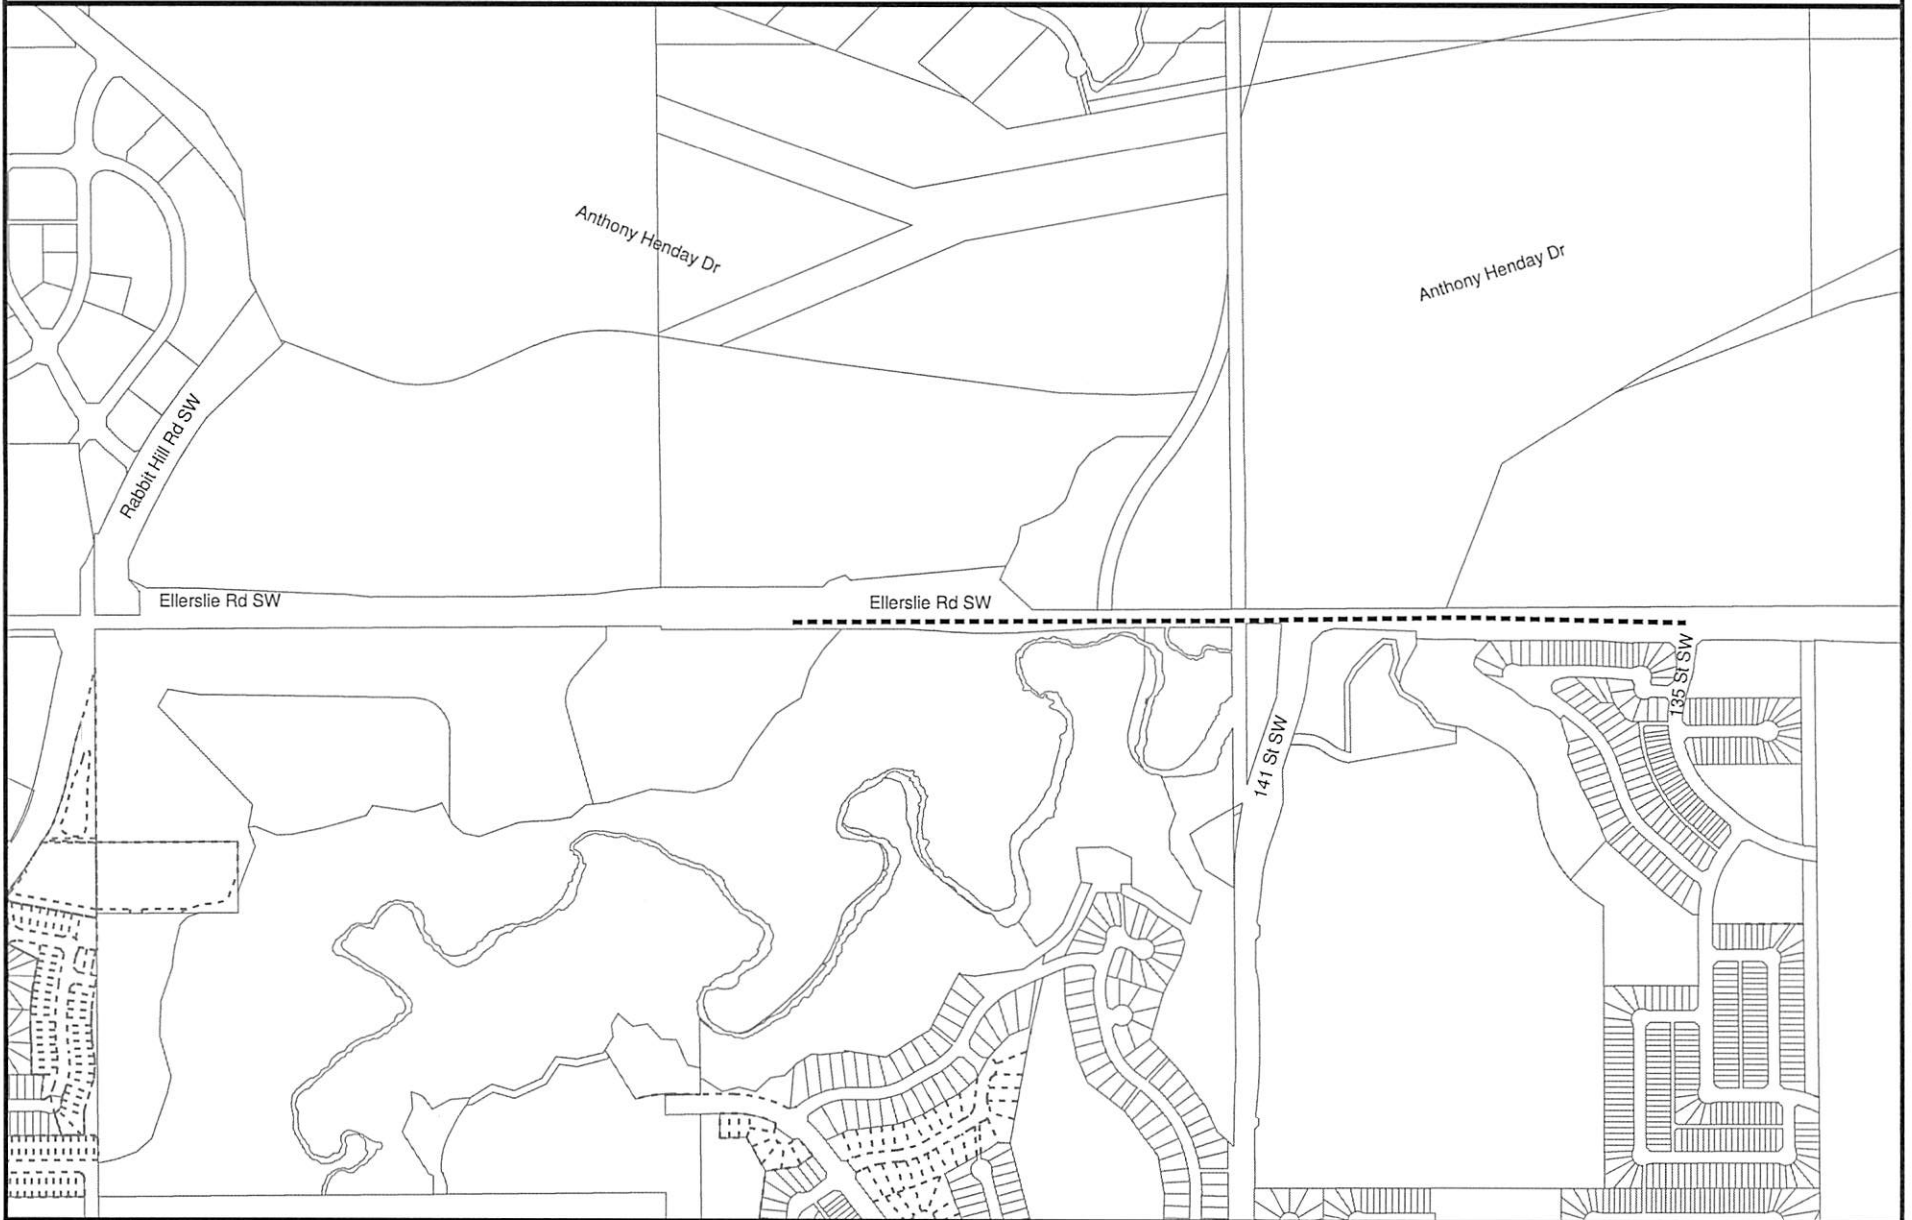 Anthony Henday Dr
Anthony Henday Dr
Rabbit Hill Rd SW
Ellerslie Rd SW
Ellerslie Rd SW
135 St SW
141 St SW